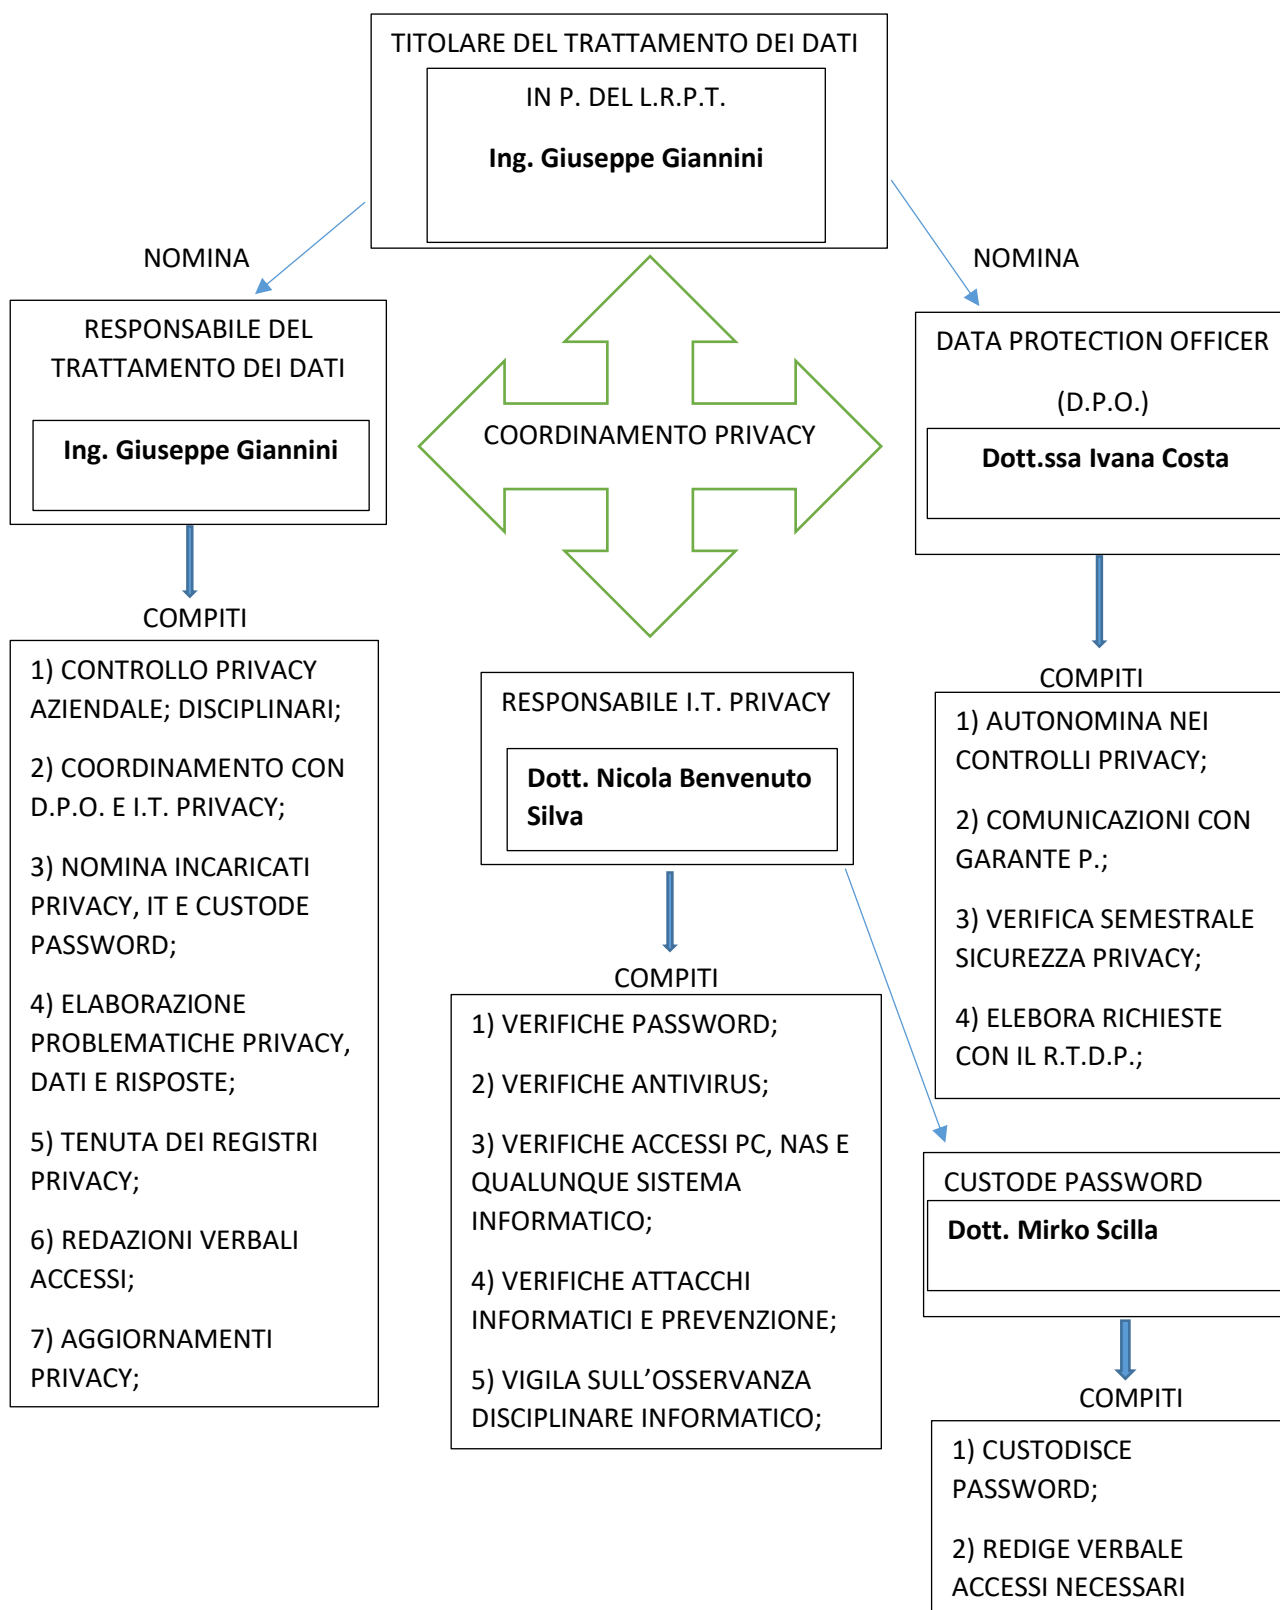 TITOLARE DEL TRATTAMENTO DEI DATI
IN P. DEL L.R.P.T.
Ing. Giuseppe Giannini
NOMINA
NOMINA
RESPONSABILE DEL
TRATTAMENTO DEI DATI
Ing. Giuseppe Giannini
COORDINAMENTO PRIVACY
DATA PROTECTION OFFICER
(D.P.O.)
Dott.ssa Ivana Costa
COMPITI
1) CONTROLLO PRIVACY
AZIENDALE; DISCIPLINARI;
2) COORDINAMENTO CON
D.P.O. E I.T. PRIVACY;
3) NOMINA INCARICATI
PRIVACY, IT E CUSTODE
PASSWORD;
4) ELABORAZIONE
PROBLEMATICHE PRIVACY,
DATI E RISPOSTE;
5) TENUTA DEI REGISTRI
PRIVACY;
6) REDAZIONI VERBALI
ACCESSI;
7) AGGIORNAMENTI
PRIVACY;
RESPONSABILE I.T. PRIVACY
Dott. Nicola Benvenuto
Silva
COMPITI
1) VERIFICHE PASSWORD;
2) VERIFICHE ANTIVIRUS;
3) VERIFICHE ACCESSI PC, NAS E
QUALUNQUE SISTEMA
INFORMATICO;
4) VERIFICHE ATTACCHI
INFORMATICI E PREVENZIONE;
5) VIGILA SULL’OSSERVANZA
DISCIPLINARE INFORMATICO;
COMPITI
1) AUTONOMINA NEI
CONTROLLI PRIVACY;
2) COMUNICAZIONI CON
GARANTE P.;
3) VERIFICA SEMESTRALE
SICUREZZA PRIVACY;
4) ELEBORA RICHIESTE
CON IL R.T.D.P.;
CUSTODE PASSWORD
Dott. Mirko Scilla
COMPITI
1) CUSTODISCE
PASSWORD;
2) REDIGE VERBALE
ACCESSI NECESSARI